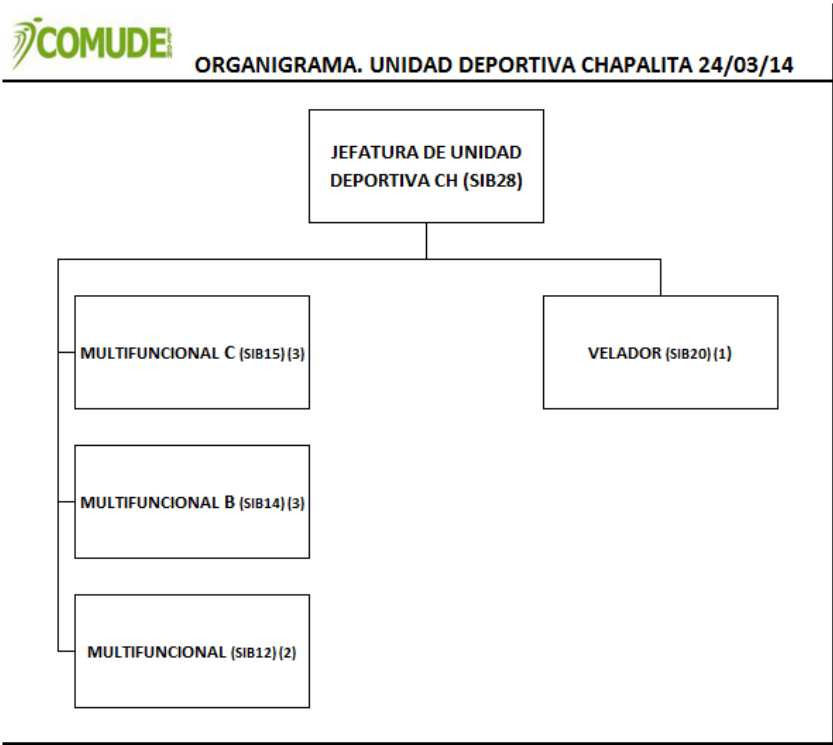 COMUDE
ORGANIGRAMA. UNIDAD DEPORTIVA CHAPALITA 24/03/14
JEFATURA DE UNIDAD
DEPORTIVA CH (SIB28)
MULTIFUNCIONAL C (SIB15)(3)
VELADOR (SIB20)(1)
MULTIFUNCIONAL B (SIB14)(3)
MULTIFUNCIONAL (SIB12)(2)